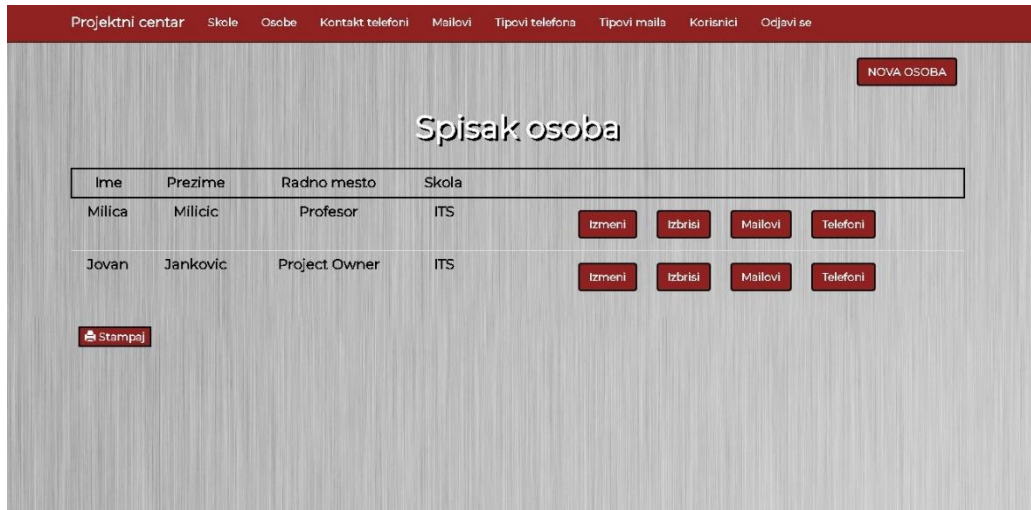 Projektni centar Skole Osobe Kontakt telefoni Mailovi Tipovi telefona Tipovi maila Korisnici Odjavi se
NOVA OSOBA
Spisak osoba
Ime Prezime Radno mesto Skola
Milica Milicic Profesor ITS Izmeni Izbrisi Mailovi Telefoni
Jovan Jankovic Project Owner ITS Izmeni Izbrisi Mailovi Telefoni
Stampaj